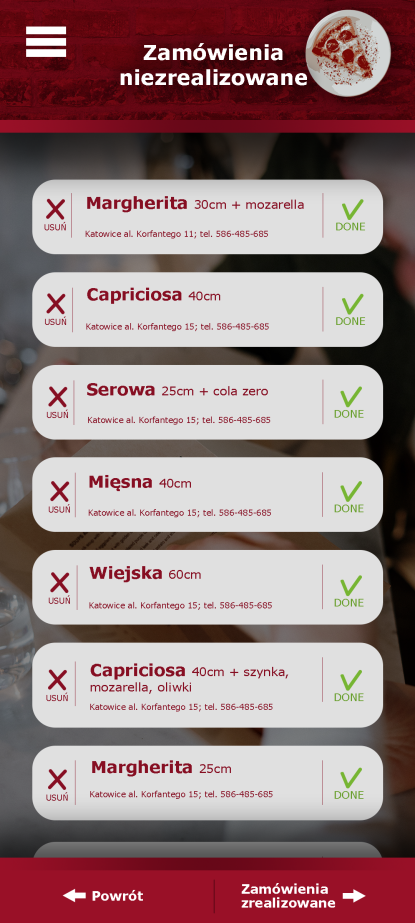 Zamówienia
niezrealizowane
Margherita 30cm + mozarella
USUŃ
DONE
Katowice al. Korfantego 11; tel. 586-485-685
Capriciosa 40cm
USUŃ
DONE
Katowice al. Korfantego 15; tel. 586-485-685
Serowa 25cm + cola zero
USUŃ
DONE
Katowice al. Korfantego 15; tel. 586-485-685
Mięsna 40cm
USUŃ
DONE
Katowice al. Korfantego 15; tel. 586-485-685
Wiejska 60cm
USUŃ
DONE
Katowice al. Korfantego 15; tel. 586-485-685
Capriciosa 40cm + szynka,
mozarella, oliwki
USUŃ
DONE
Katowice al. Korfantego 15; tel. 586-485-685
Margherita 25cm
USUŃ
DONE
Katowice al. Korfantego 15; tel. 586-485-685
Powrót
Zamówienia
zrealizowane